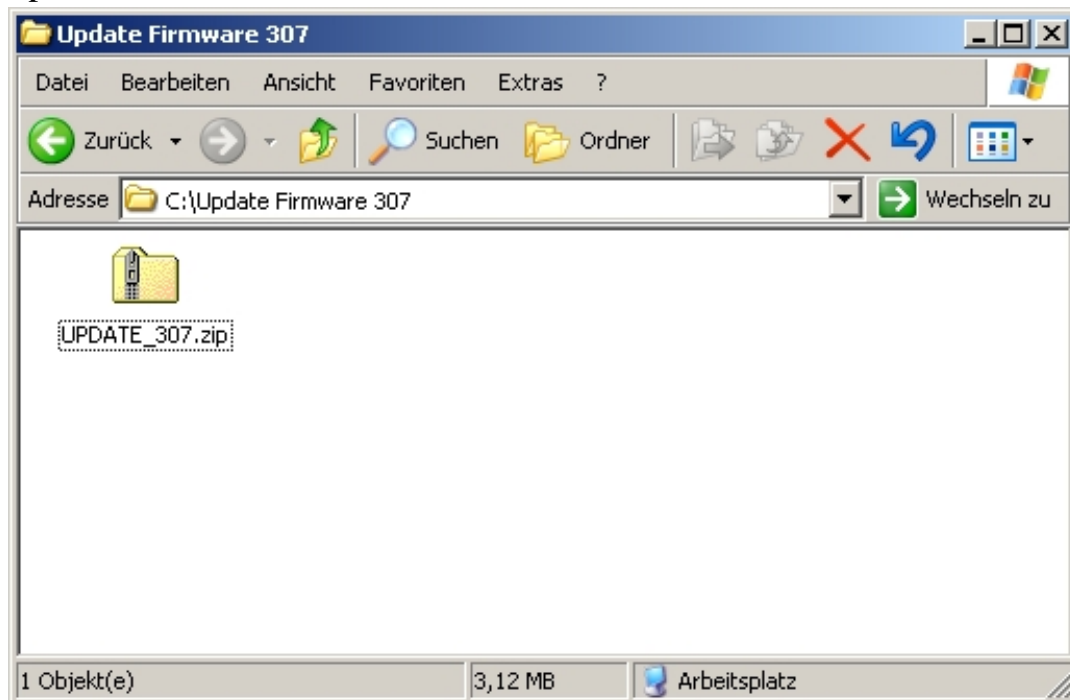 Update Firmware 307
Datei Bearbeiten Ansicht Favoriten Extras ?
Zurück Suchen Ordner
Adresse C:\Update Firmware 307 Wechseln zu
UPDATE_307.zip
1 Objekt(e) 3,12 MB Arbeitsplatz